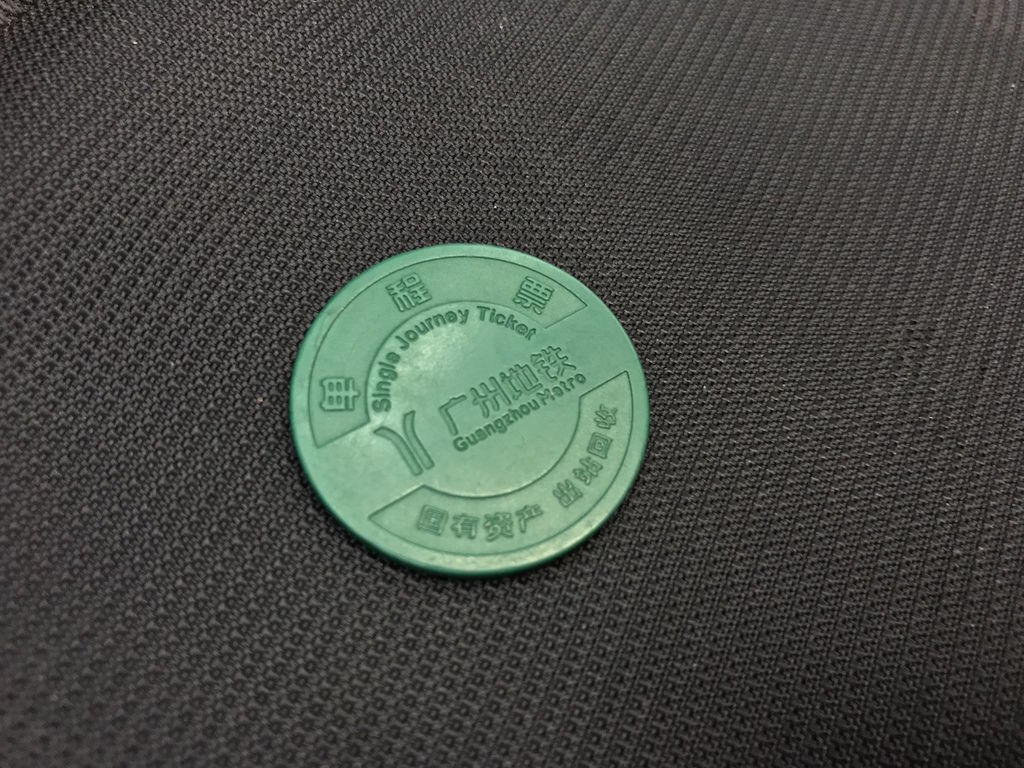 单程票
Single Journey Ticket
广州地铁
Guangzhou Metro
国有资产 出站回收